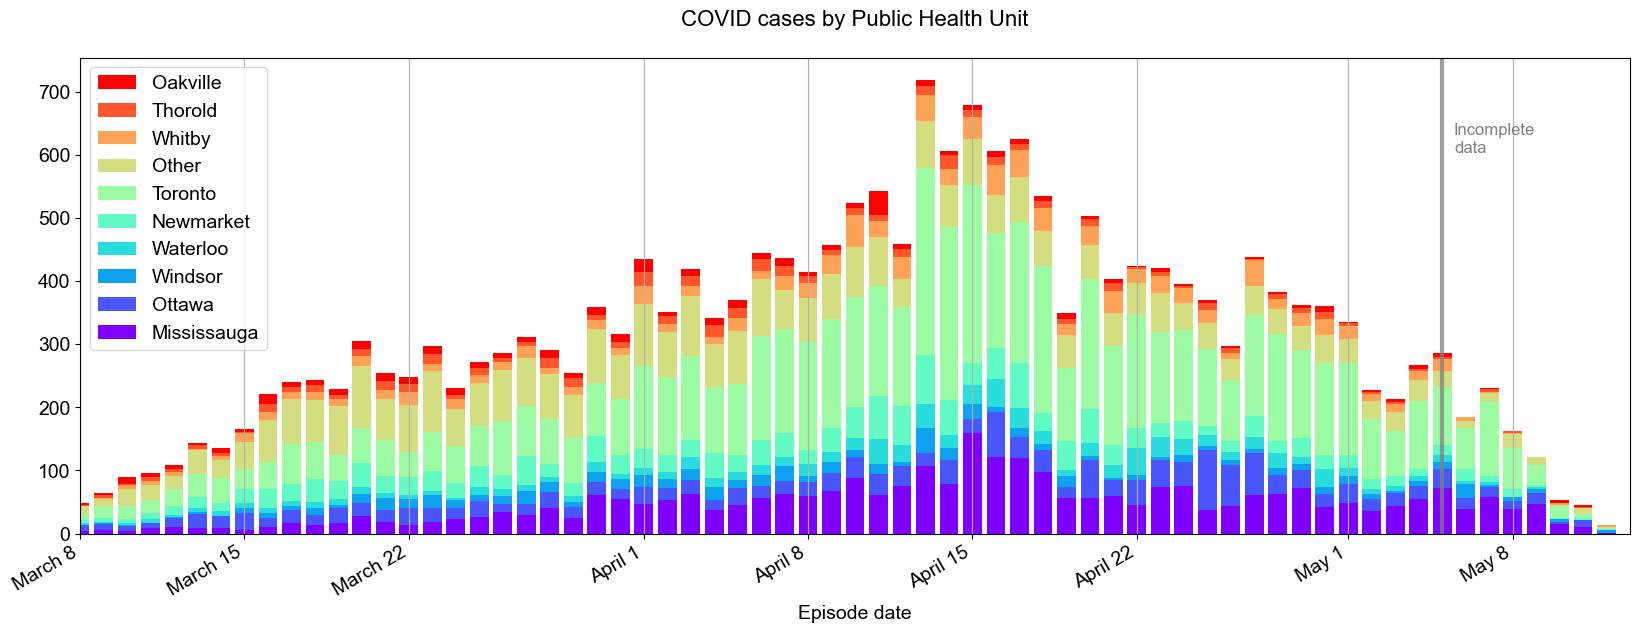 COVID cases by Public Health Unit
700
600
500
400
300
200
100
0
Oakville
Thorold
Whitby
Other
Toronto
Newmarket
Waterloo
Windsor
Ottawa
Mississauga
Incomplete
data
March 8
March 15
March 22
April 1
April 8
April 15
April 22
May 1
May 8
Episode date